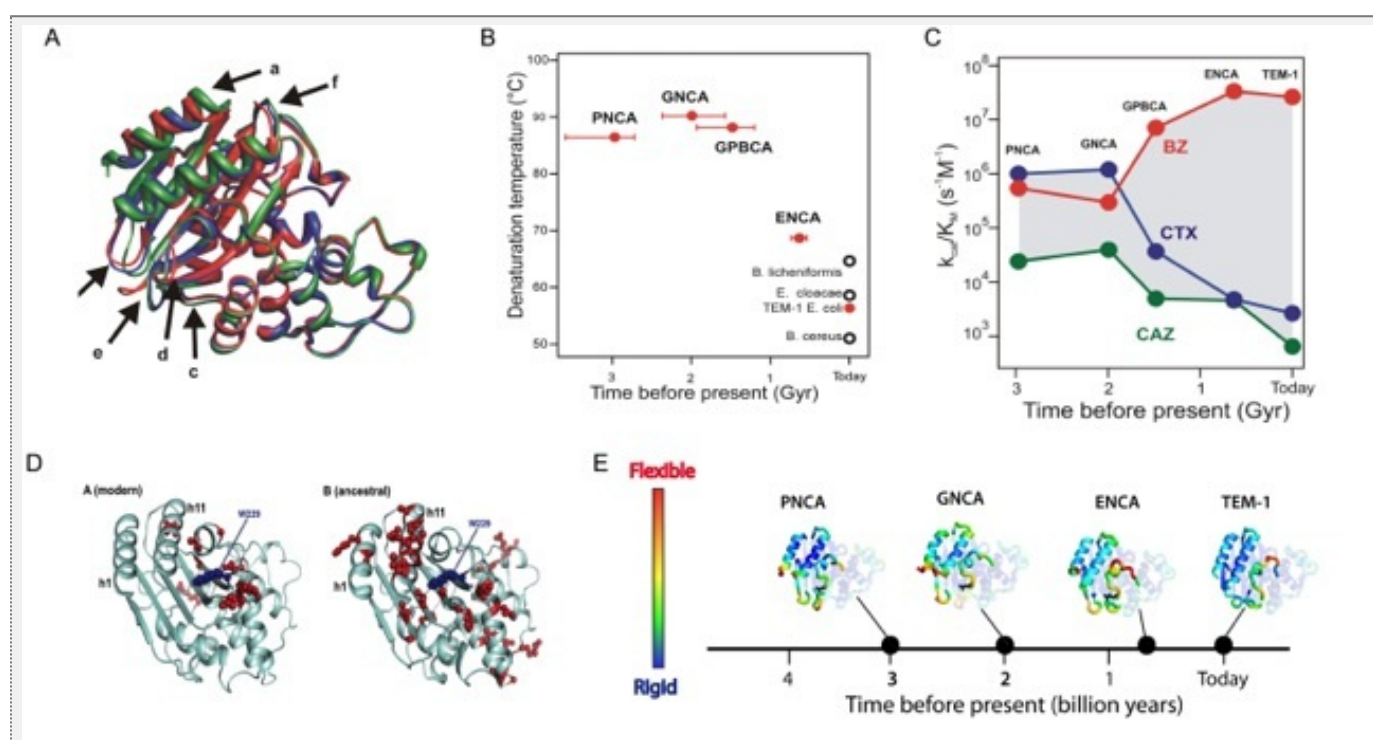 A
a
f
e
d
c
B
Denaturation temperature (°C)
100
90
80
70
60
50
PNCA
GNCA
GPBCA
ENCA
B. licheniformis
E. cloacae
TEM-1 E. coli
B. cereus
3
2
1
Today
Time before present (Gyr)
C
kcat/KM (s⁻¹M⁻¹)
10⁸
10⁷
10⁶
10⁵
10⁴
10³
PNCA
GNCA
GPBCA
ENCA
TEM-1
BZ
CTX
CAZ
3
2
1
Today
Time before present (Gyr)
D
A (modern)
h11
W229
h1
B (ancestral)
h11
W229
h1
E
Flexible
Rigid
PNCA
GNCA
ENCA
TEM-1
4
3
2
1
Today
Time before present (billion years)